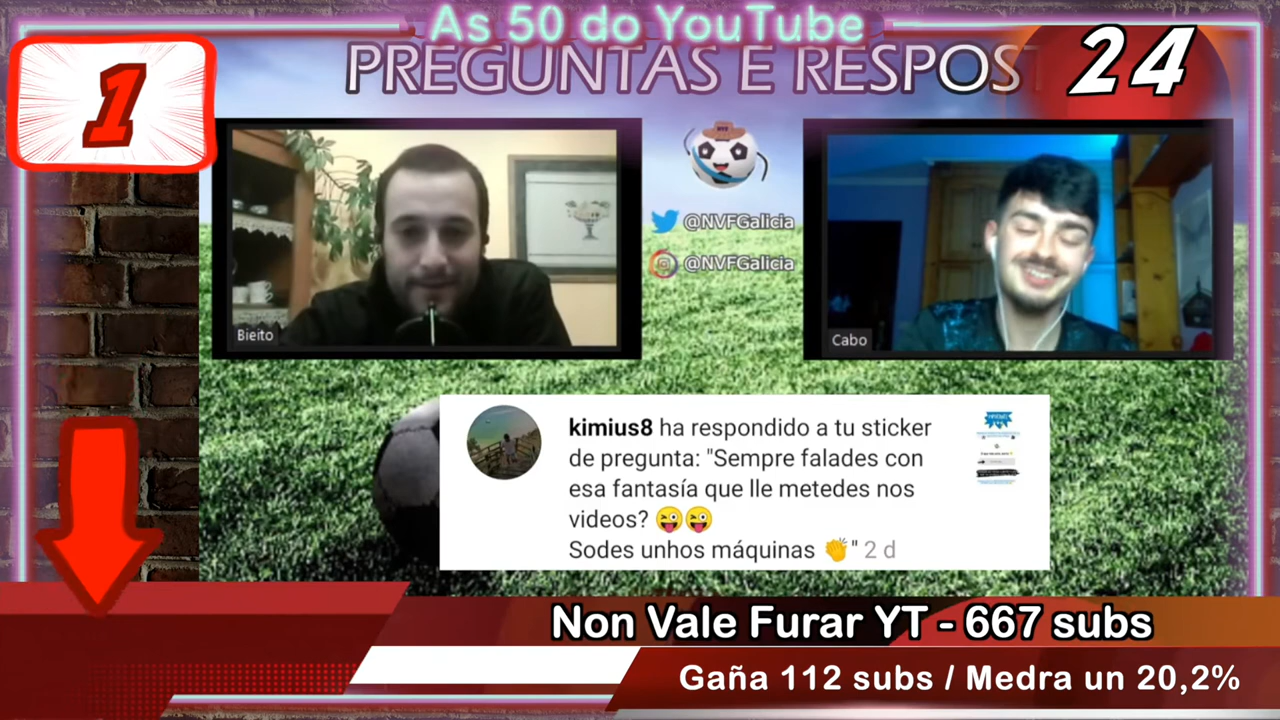 As 50 do YouTube
PREGUNTAS E RESPOST
24
1
@NVFGalicia
@NVFGalicia
Bieito
Cabo
kimius8 ha respondido a tu sticker
de pregunta: "Sempre falades con
esa fantasía que lle metedes nos
videos? 😜😜
Sodes unhos máquinas 👏" 2 d
Non Vale Furar YT - 667 subs
Gaña 112 subs / Medra un 20,2%